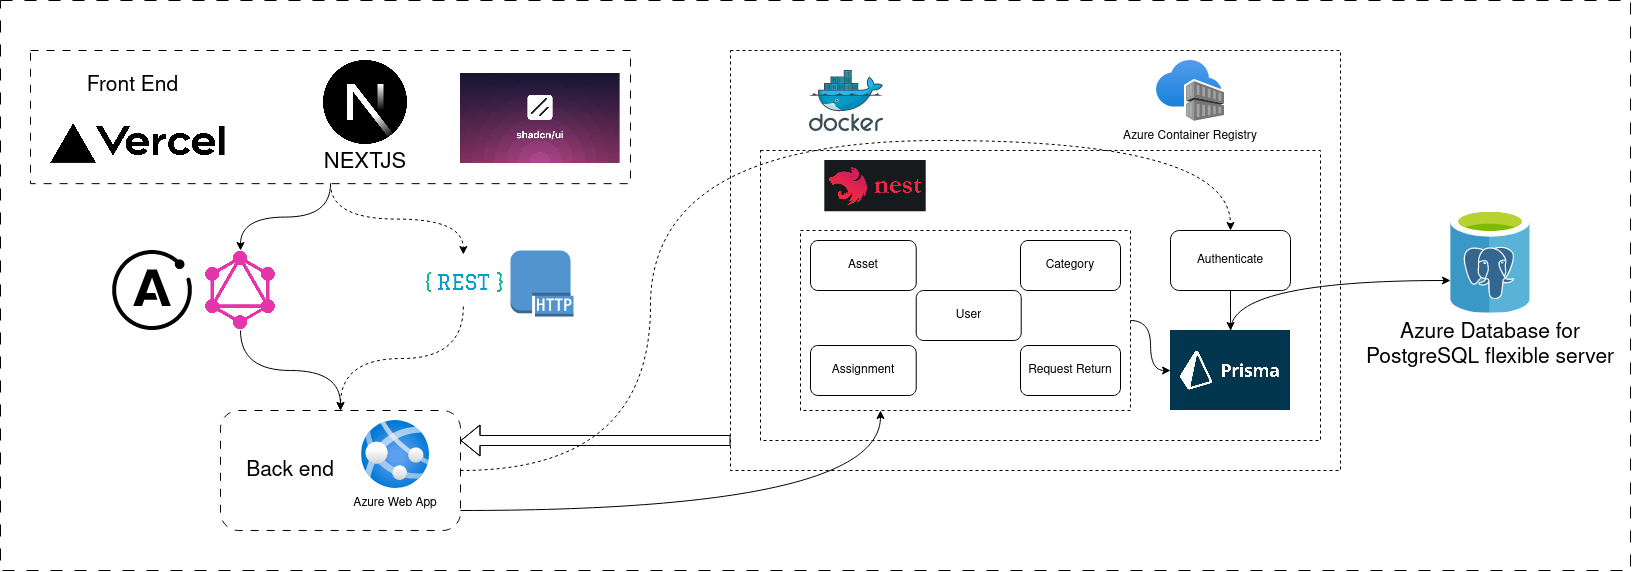 Front End
Vercel
N
NEXTJS
shadcn/ui
A
{REST}
HTTP
Back end
Azure Web App
docker
Azure Container Registry
nest
Asset
Category
User
Assignment
Request Return
Authenticate
Prisma
Azure Database for
PostgreSQL flexible server